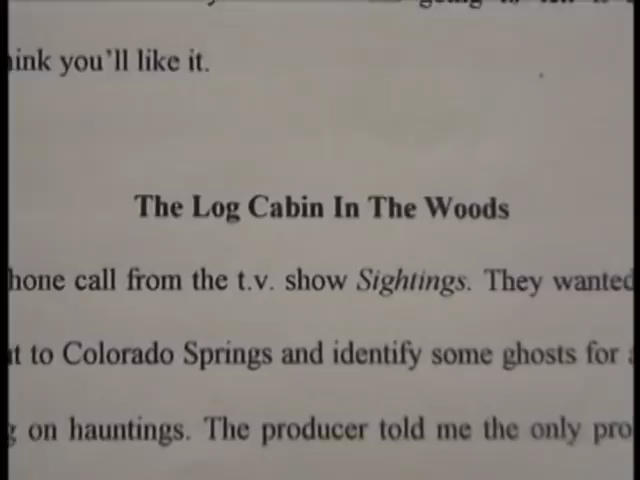 ink you'll like it.
The Log Cabin In The Woods
hone call from the t.v. show Sightings. They wanted
t to Colorado Springs and identify some ghosts for a
g on hauntings. The producer told me the only pro